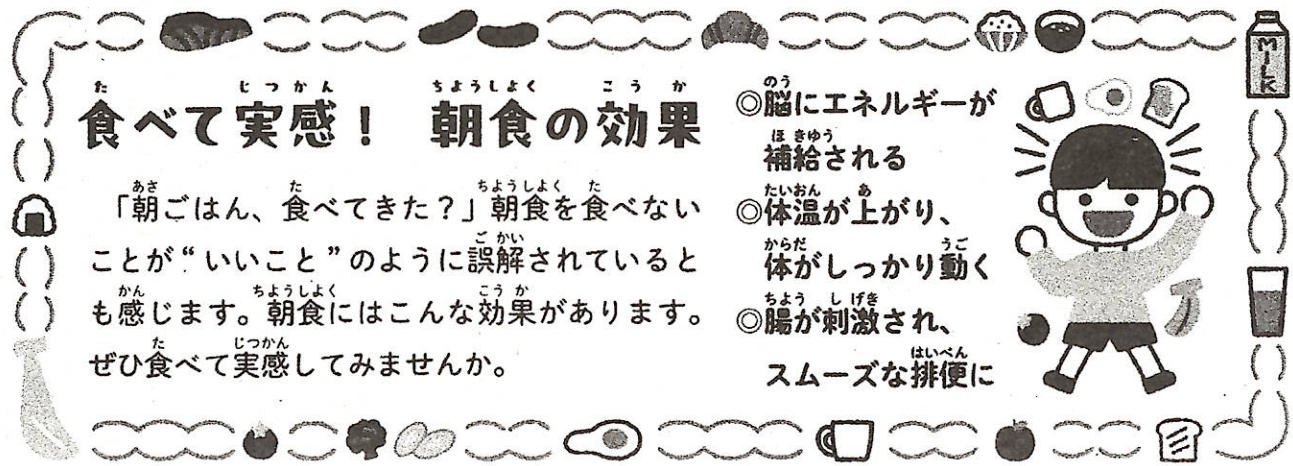 食べて実感！ 朝食の効果
「朝ごはん、食べてきた？」朝食を食べない
ことが“いいこと”のように誤解されていると
も感じます。朝食にはこんな効果があります。
ぜひ食べて実感してみませんか。
◎脳にエネルギーが
補給される
◎体温が上がり、
体がしっかり動く
◎腸が刺激され、
スムーズな排便に
MILK